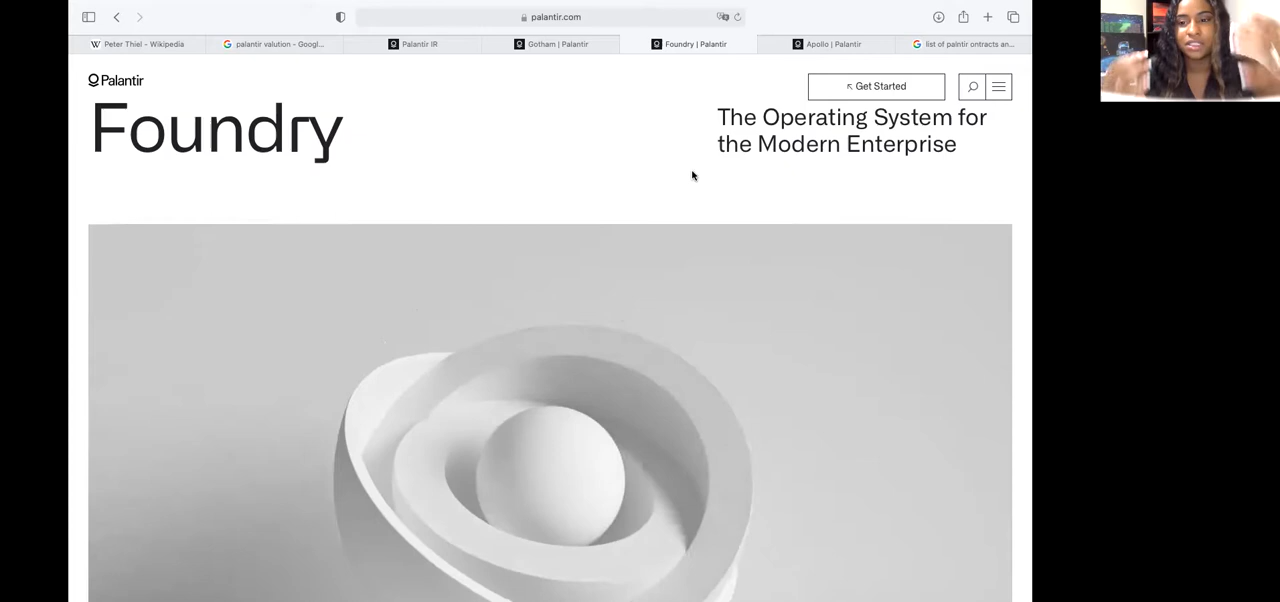 palantir.com
Peter Thiel - Wikipedia
palantir valution - Googl...
Palantir IR
Gotham | Palantir
Foundry | Palantir
Apollo | Palantir
list of palntir ontracts an...
Palantir
Get Started
Foundry
The Operating System for
the Modern Enterprise